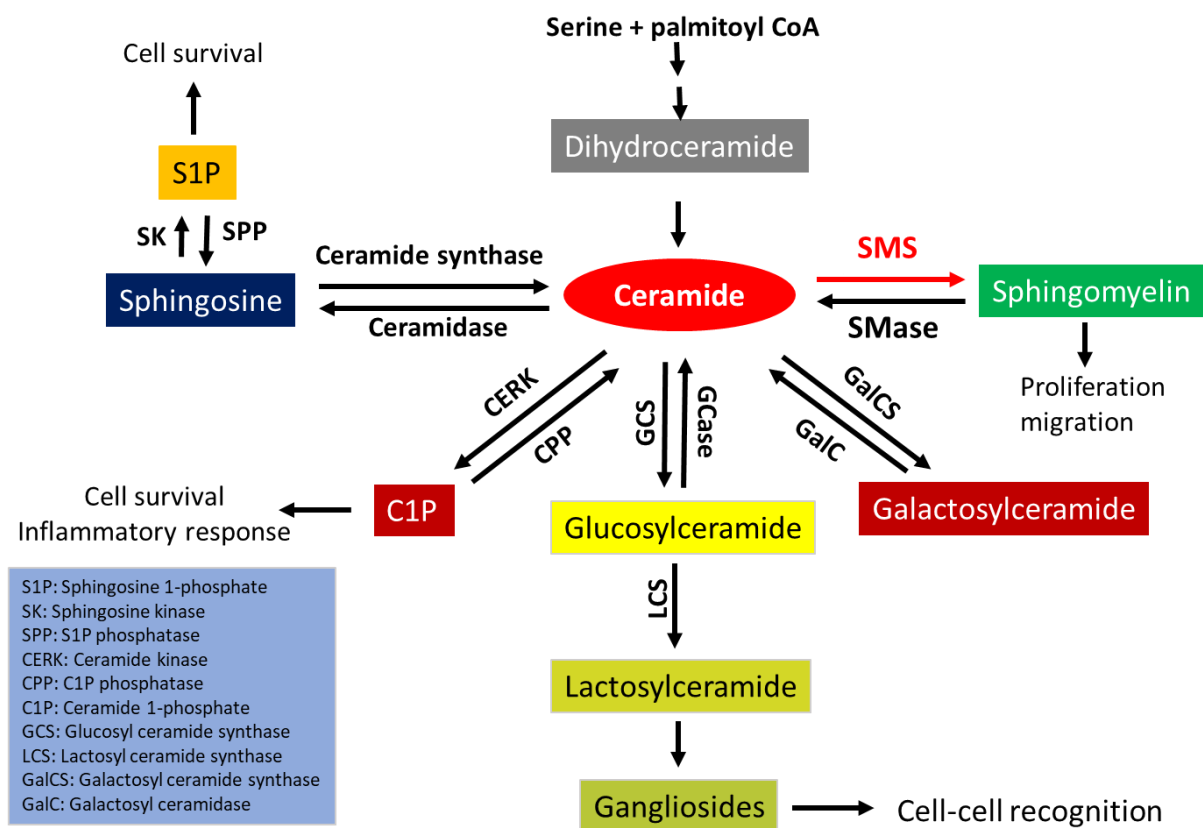 Serine + palmitoyl CoA
Cell survival
Dihydroceramide
S1P
SK
SPP
Ceramide synthase
SMS
Sphingosine
Ceramide
Sphingomyelin
Ceramidase
SMase
CERK
CPP
GCS
GCase
GalCS
GalC
Proliferation
migration
Cell survival
Inflammatory response
C1P
Glucosylceramide
Galactosylceramide
LCS
Lactosylceramide
Gangliosides
Cell-cell recognition
S1P: Sphingosine 1-phosphate
SK: Sphingosine kinase
SPP: S1P phosphatase
CERK: Ceramide kinase
CPP: C1P phosphatase
C1P: Ceramide 1-phosphate
GCS: Glucosyl ceramide synthase
LCS: Lactosyl ceramide synthase
GalCS: Galactosyl ceramide synthase
GalC: Galactosyl ceramidase